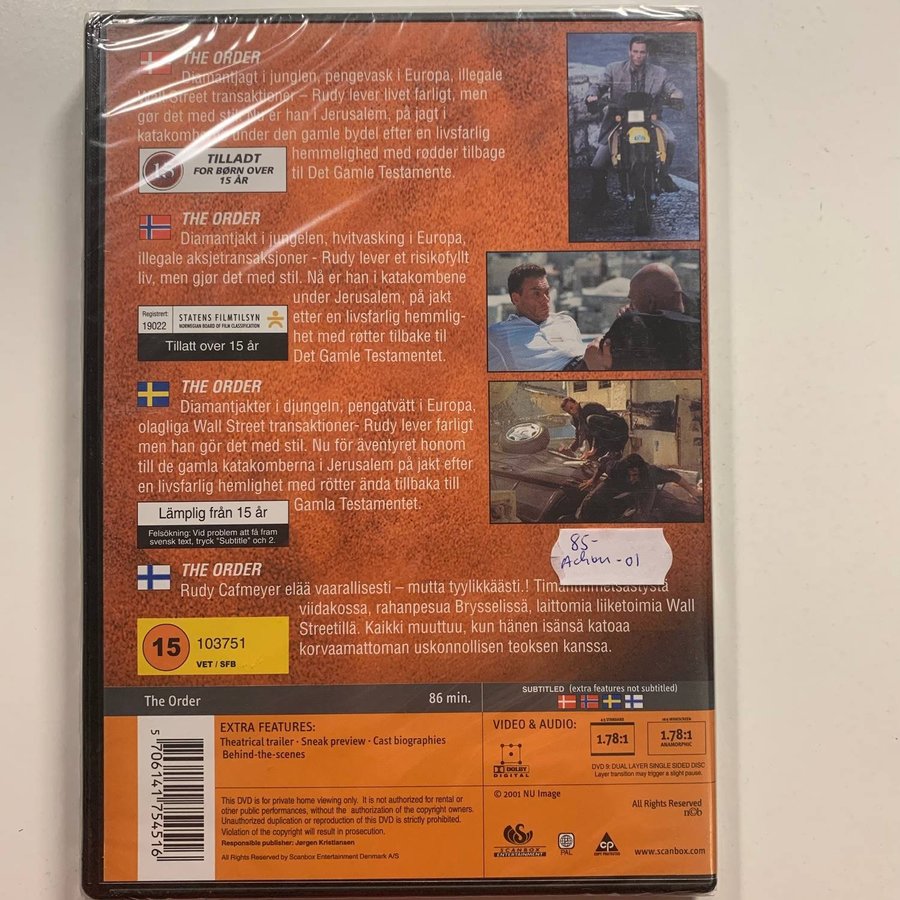 THE ORDER
Diamantjagt i junglen, pengevask i Europa, illegale
Wall Street transaktioner – Rudy lever livet farligt, men
gør det med stil. Nu er han i Jerusalem, på jagt i
katakomberne under den gamle bydel efter en livsfarlig
hemmelighed med rødder tilbage
til Det Gamle Testamente.
15
TILLADT
FOR BØRN OVER
15 ÅR
THE ORDER
Diamantjakt i jungelen, hvitvasking i Europa,
illegale aksjetransaksjoner - Rudy lever et risikofyllt
liv, men gjør det med stil. Nå er han i katakombene
under Jerusalem, på jakt
etter en livsfarlig hemmlig-
het med røtter tilbake til
Det Gamle Testamentet.
Registrert:
19022
STATENS FILMTILSYN
NORWEGIAN BOARD OF FILM CLASSIFICATION
Tillatt over 15 år
THE ORDER
Diamantjakter i djungeln, pengatvätt i Europa,
olagliga Wall Street transaktioner- Rudy lever farligt
men han gör det med stil. Nu för äventyret honom
till de gamla katakomberna i Jerusalem på jakt efter
en livsfarlig hemlighet med rötter ända tillbaka till
Gamla Testamentet.
Lämplig från 15 år
Felsökning: Vid problem att få fram
svensk text, tryck "Subtitle" och 2.
85-
Action-01
THE ORDER
Rudy Cafmeyer elää vaarallisesti – mutta tyylikkäästi.! Timantinmetsästystä
viidakossa, rahanpesua Brysselissä, laittomia liiketoimia Wall
Streetillä. Kaikki muuttuu, kun hänen isänsä katoaa
korvaamattoman uskonnollisen teoksen kanssa.
15
103751
VET / SFB
The Order
86 min.
SUBTITLED (extra features not subtitled)
EXTRA FEATURES:
Theatrical trailer · Sneak preview · Cast biographies
Behind-the-scenes
VIDEO & AUDIO:
DOLBY
DIGITAL
4:3 STANDARD
1.78:1
16:9 WIDESCREEN
1.78:1
ANAMORPHIC
DVD 9: DUAL LAYER SINGLE SIDED DISC
Layer transition may trigger a slight pause.
5 706141 754516
This DVD is for private home viewing only. It is not authorized for rental or
other public performances, without the authorization of the copyright owners.
Unauthorized duplication or reproduction of this DVD is strictly prohibited.
Violation of the copyright will result in prosecution.
Responsible publisher: Jørgen Kristiansen
All Rights Reserved by Scanbox Entertainment Denmark A/S
© 2001 NU Image
All Rights Reserved
n©b
SCANBOX
ENTERTAINMENT
PAL
CP
COPY PROTECTED
www.scanbox.com